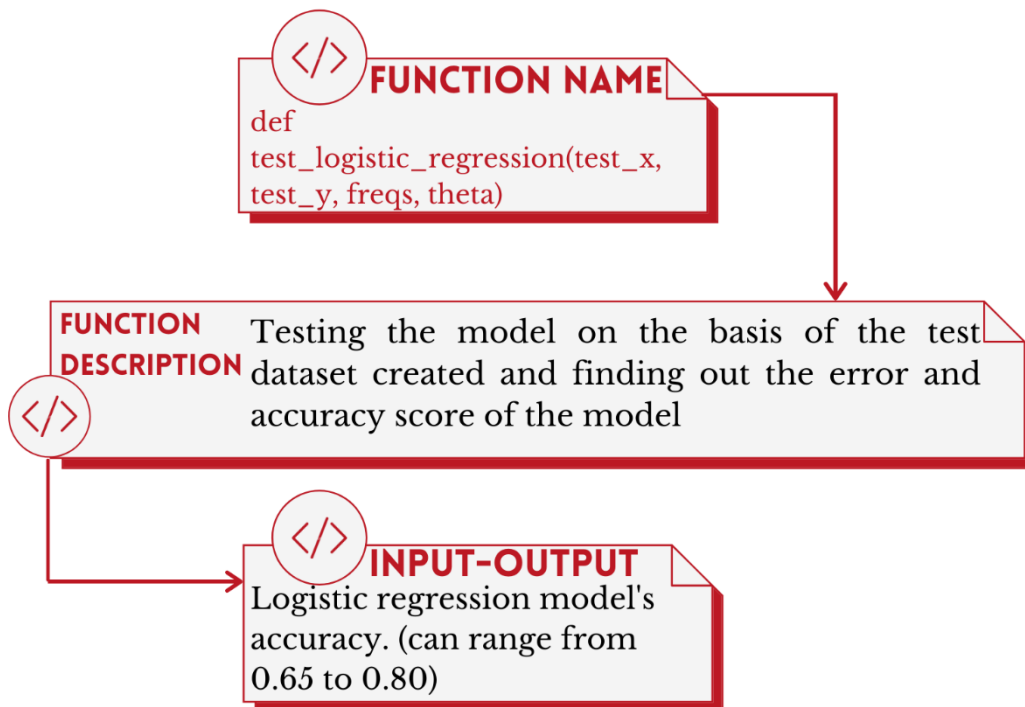 FUNCTION NAME
def
test_logistic_regression(test_x,
test_y, freqs, theta)
FUNCTION
DESCRIPTION
Testing the model on the basis of the test
dataset created and finding out the error and
accuracy score of the model
INPUT-OUTPUT
Logistic regression model's
accuracy. (can range from
0.65 to 0.80)